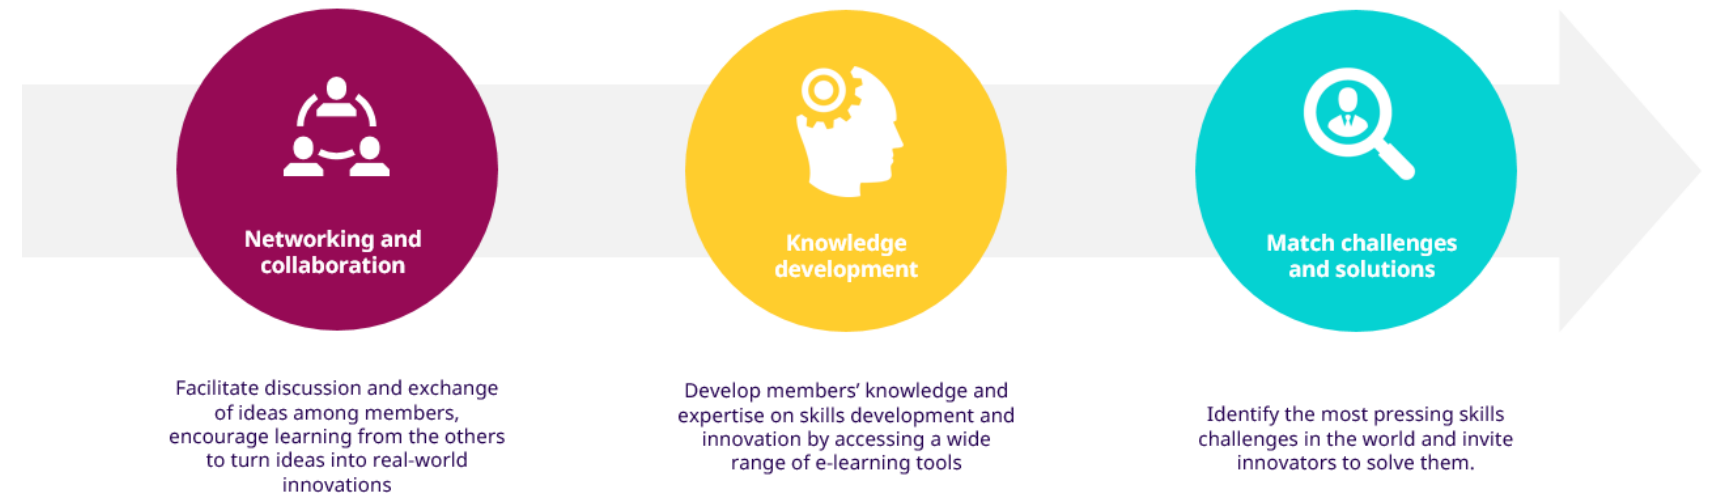 Networking and
collaboration
Facilitate discussion and exchange
of ideas among members,
encourage learning from the others
to turn ideas into real-world
innovations
Knowledge
development
Develop members’ knowledge and
expertise on skills development and
innovation by accessing a wide
range of e-learning tools
Match challenges
and solutions
Identify the most pressing skills
challenges in the world and invite
innovators to solve them.